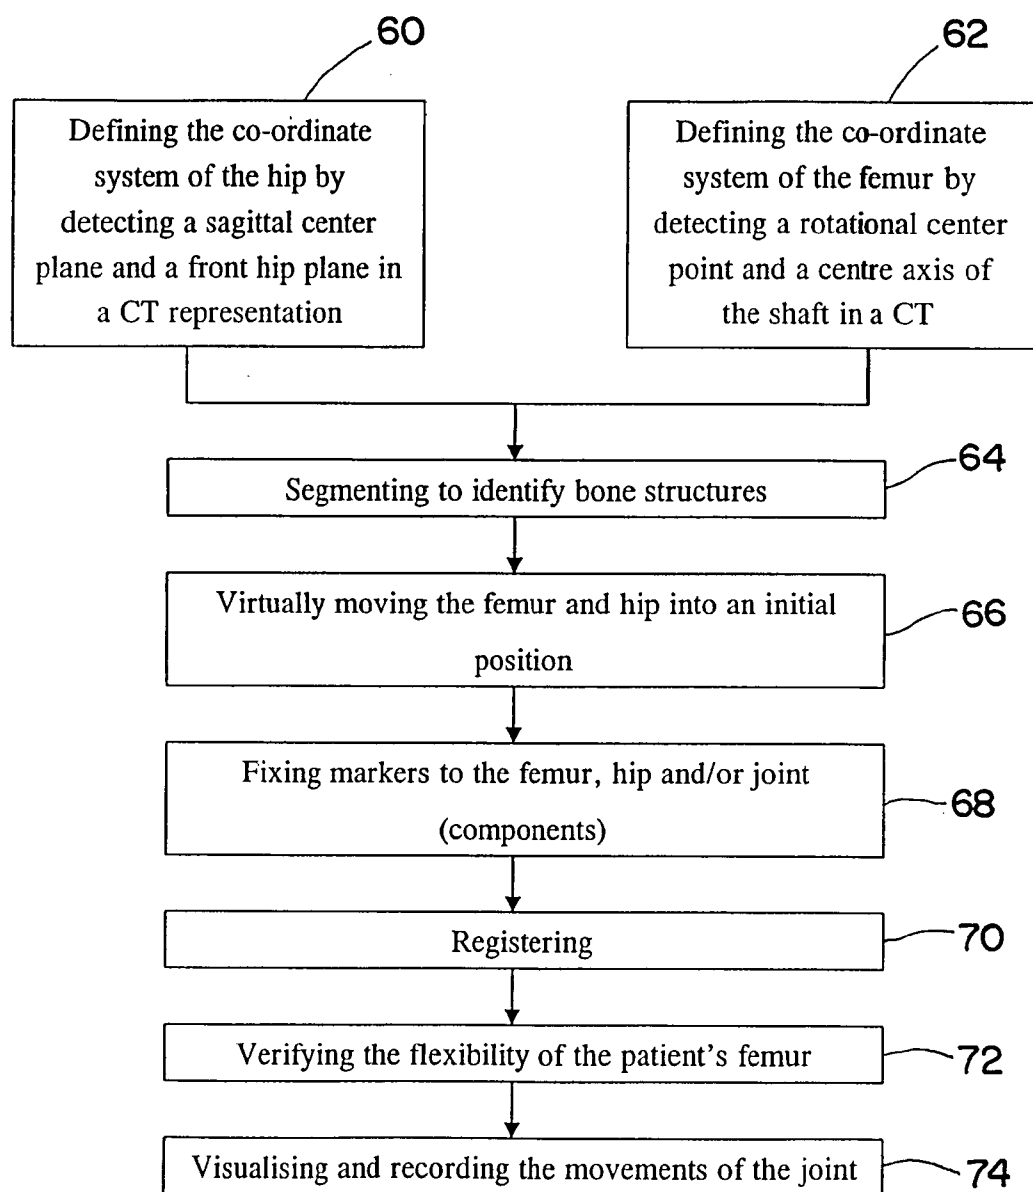 60
62
Defining the co-ordinate
system of the hip by
detecting a sagittal center
plane and a front hip plane in
a CT representation
Defining the co-ordinate
system of the femur by
detecting a rotational center
point and a centre axis of
the shaft in a CT
64
Segmenting to identify bone structures
Virtually moving the femur and hip into an initial
position
66
Fixing markers to the femur, hip and/or joint
(components)
68
Registering
70
Verifying the flexibility of the patient's femur
72
Visualising and recording the movements of the joint
74